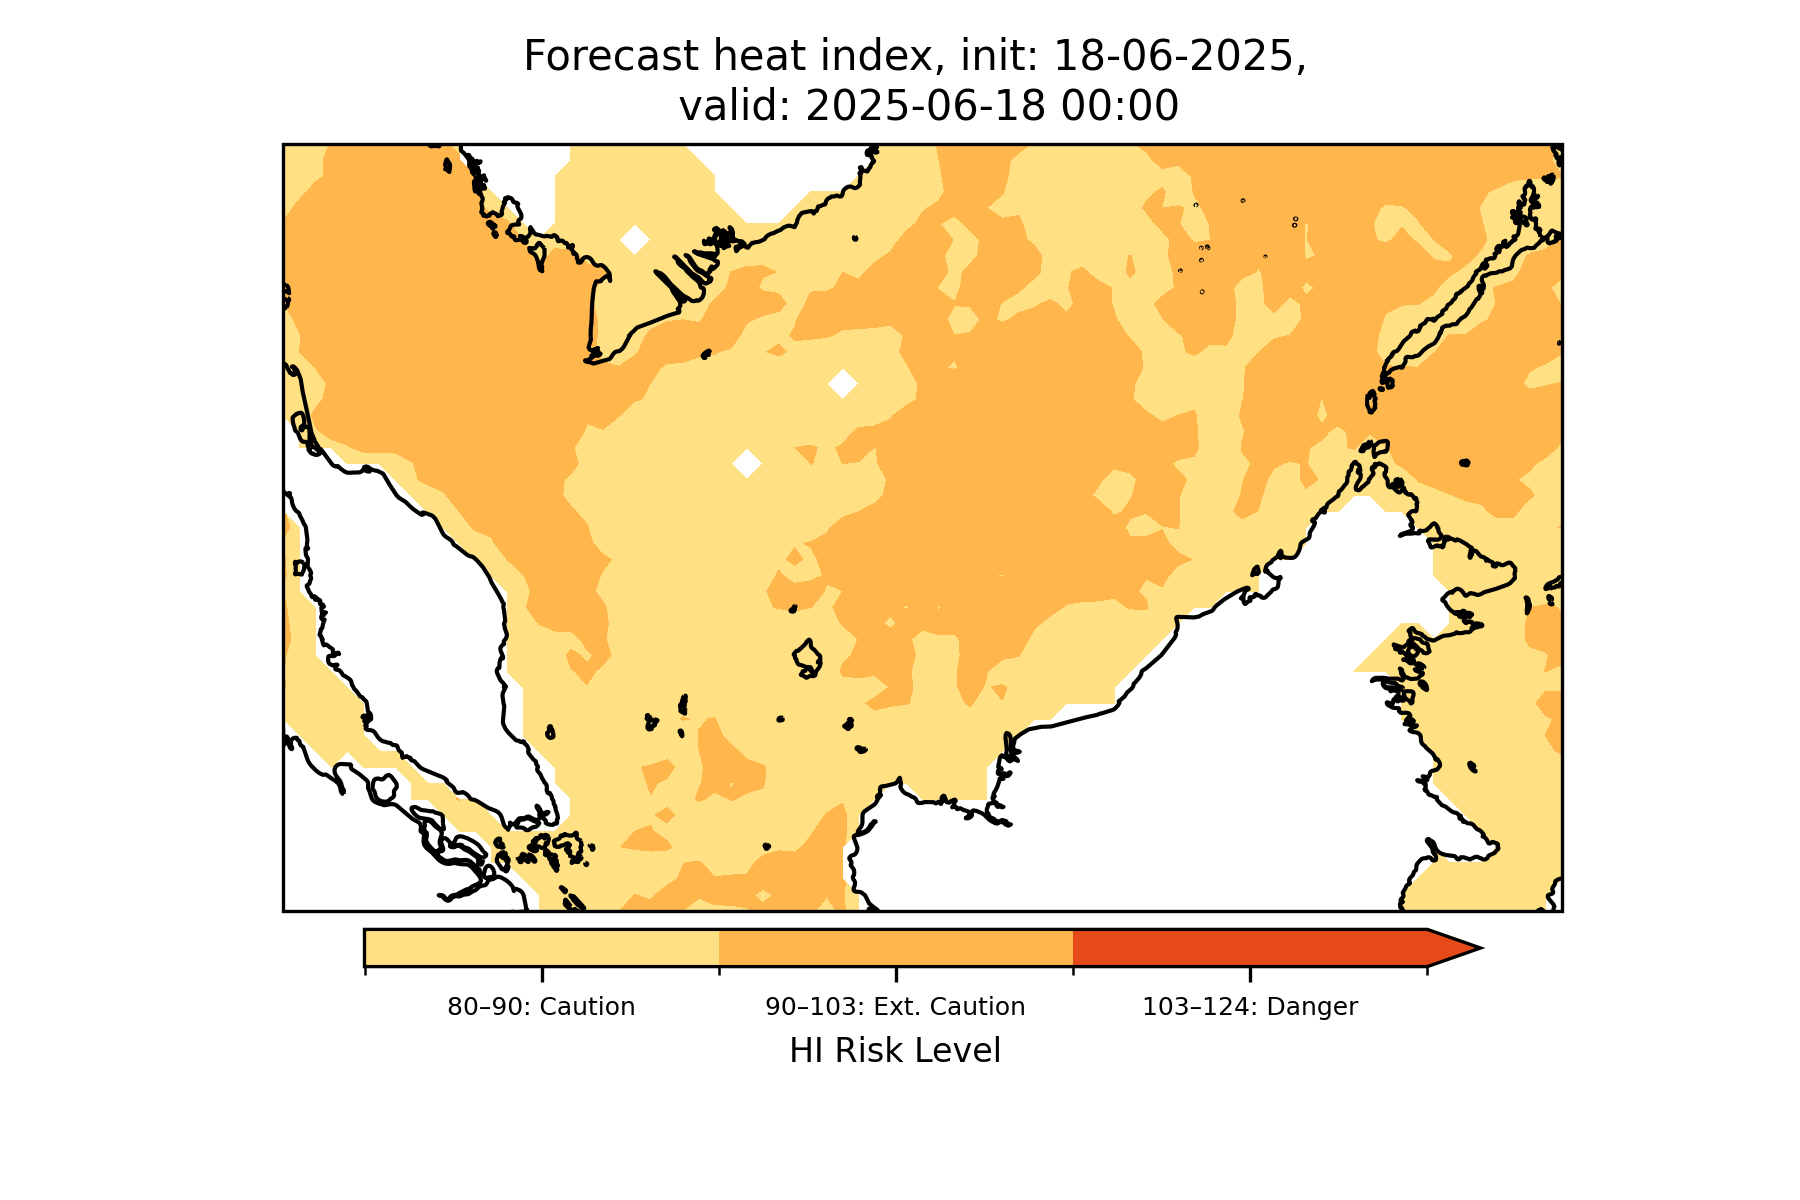 Forecast heat index, init: 18-06-2025,
valid: 2025-06-18 00:00
80–90: Caution
90–103: Ext. Caution
103–124: Danger
HI Risk Level